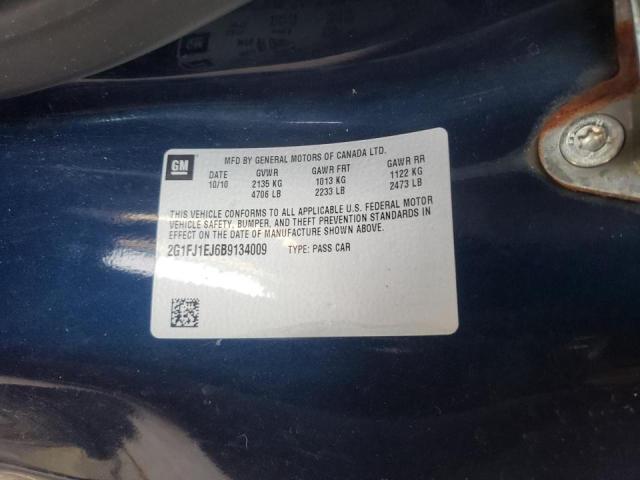 GM
MFD BY GENERAL MOTORS OF CANADA LTD.
DATE GVWR GAWR FRT GAWR RR
10/10 2135 KG 1013 KG 1122 KG
4706 LB 2233 LB 2473 LB
THIS VEHICLE CONFORMS TO ALL APPLICABLE U.S. FEDERAL MOTOR
VEHICLE SAFETY, BUMPER, AND THEFT PREVENTION STANDARDS IN
EFFECT ON THE DATE OF MANUFACTURE SHOWN ABOVE.
2G1FJ1EJ6B9134009 TYPE: PASS CAR